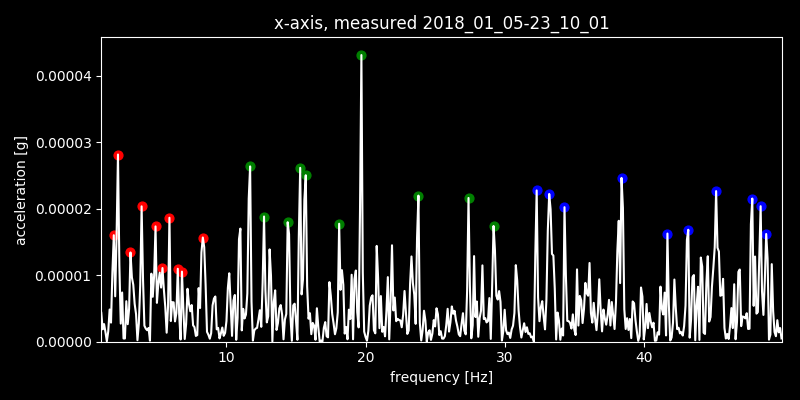 x-axis, measured 2018_01_05-23_10_01
0.00004
0.00003
0.00002
0.00001
0.00000
acceleration [g]
10 20 30 40
frequency [Hz]